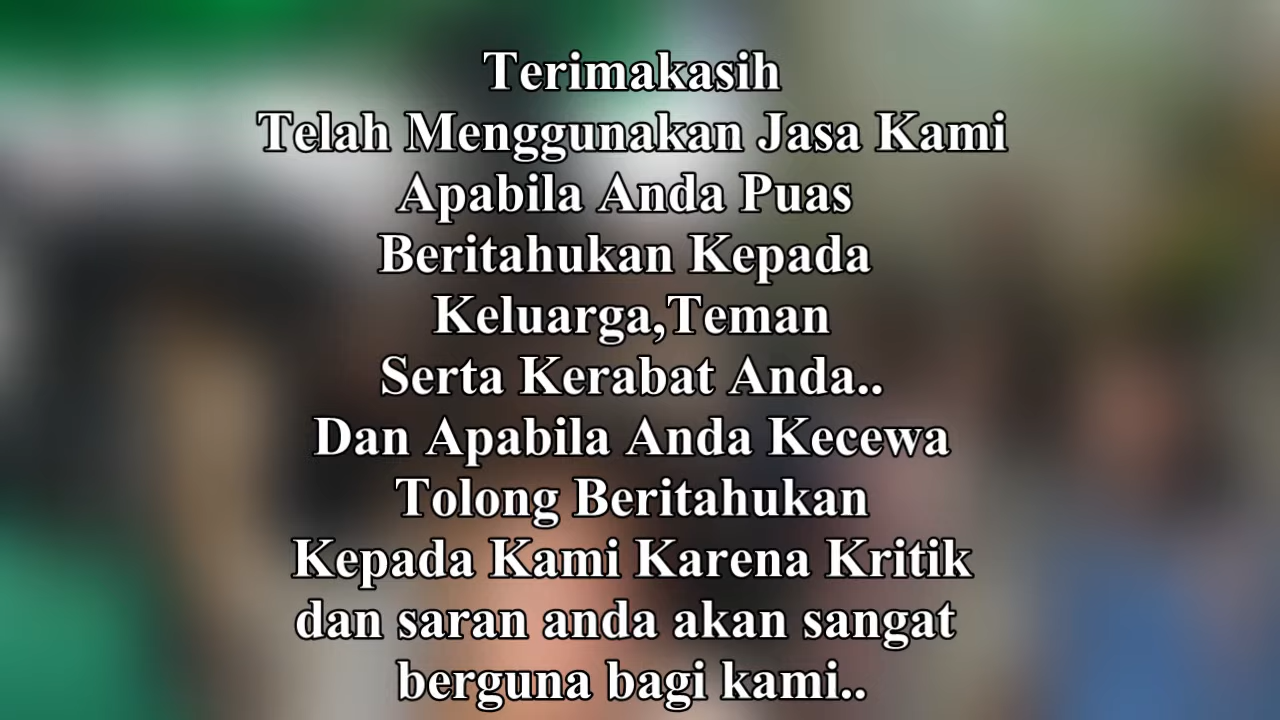 Terimakasih
Telah Menggunakan Jasa Kami
Apabila Anda Puas
Beritahukan Kepada
Keluarga,Teman
Serta Kerabat Anda..
Dan Apabila Anda Kecewa
Tolong Beritahukan
Kepada Kami Karena Kritik
dan saran anda akan sangat
berguna bagi kami..